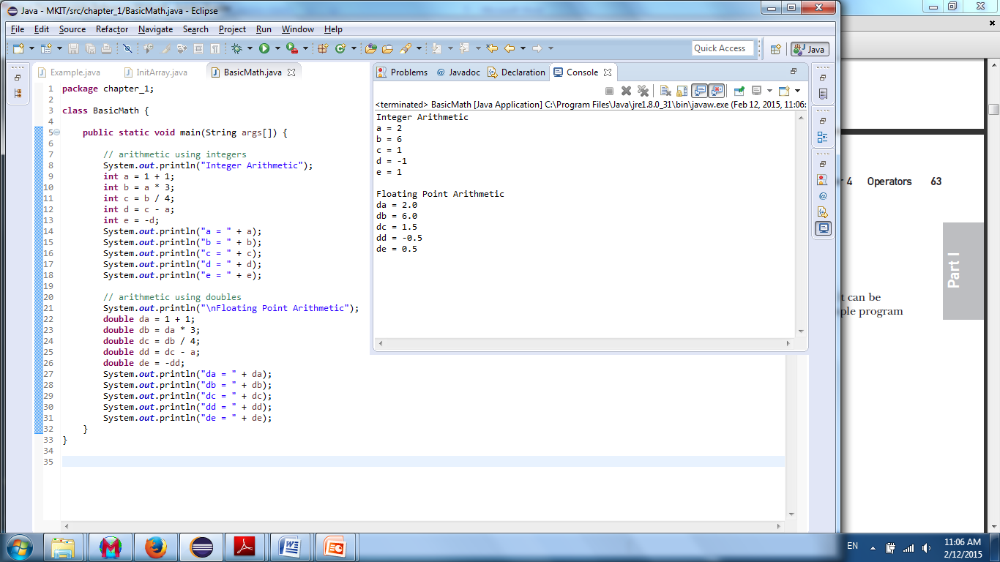 Java - MKIT/src/chapter_1/BasicMath.java - Eclipse
File Edit Source Refactor Navigate Search Project Run Window Help
Quick Access
Java
Example.java InitArray.java BasicMath.java
1 package chapter_1;
2
3 class BasicMath {
4
5 public static void main(String args[]) {
6
7 // arithmetic using integers
8 System.out.println("Integer Arithmetic");
9 int a = 1 + 1;
10 int b = a * 3;
11 int c = b / 4;
12 int d = c - a;
13 int e = -d;
14 System.out.println("a = " + a);
15 System.out.println("b = " + b);
16 System.out.println("c = " + c);
17 System.out.println("d = " + d);
18 System.out.println("e = " + e);
19
20 // arithmetic using doubles
21 System.out.println("\nFloating Point Arithmetic");
22 double da = 1 + 1;
23 double db = da * 3;
24 double dc = db / 4;
25 double dd = dc - a;
26 double de = -dd;
27 System.out.println("da = " + da);
28 System.out.println("db = " + db);
29 System.out.println("dc = " + dc);
30 System.out.println("dd = " + dd);
31 System.out.println("de = " + de);
32 }
33 }
34
35
Problems @ Javadoc Declaration Console
<terminated> BasicMath [Java Application] C:\Program Files\Java\jre1.8.0_31\bin\javaw.exe (Feb 12, 2015, 11:06:
Integer Arithmetic
a = 2
b = 6
c = 1
d = -1
e = 1
Floating Point Arithmetic
da = 2.0
db = 6.0
dc = 1.5
dd = -0.5
de = 0.5
4 Operators 63
Part I
t can be
ple program
EN
11:06 AM
2/12/2015